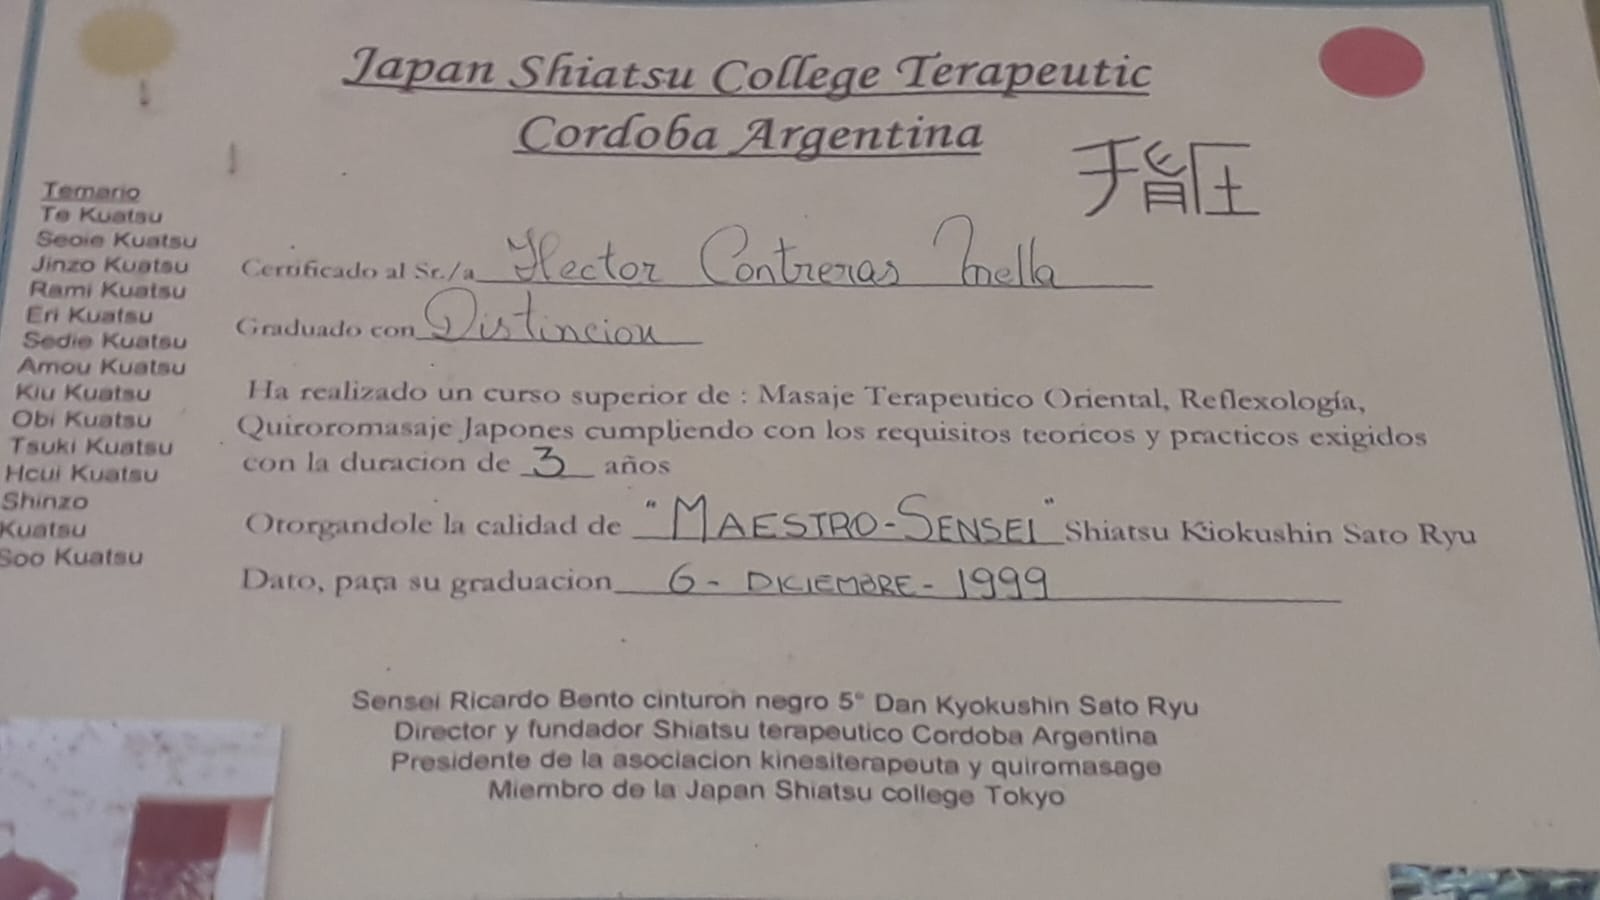 Japan Shiatsu College Terapeutic
Cordoba Argentina
Temario
Te Kuatsu
Seoie Kuatsu
Jinzo Kuatsu
Rami Kuatsu
Eri Kuatsu
Sedie Kuatsu
Amou Kuatsu
Kiu Kuatsu
Obi Kuatsu
Tsuki Kuatsu
Hcui Kuatsu
Shinzo
Kuatsu
Soo Kuatsu
Certificado al Sr./a Hector Contreras Mella
Graduado con Distincion
Ha realizado un curso superior de : Masaje Terapeutico Oriental, Reflexología,
Quiroromasaje Japones cumpliendo con los requisitos teoricos y practicos exigidos
con la duracion de 3 años
Otorgandole la calidad de "MAESTRO-SENSEI" Shiatsu Kiokushin Sato Ryu
Dato, para su graduacion 6 - DICIEMBRE - 1999
Sensei Ricardo Bento cinturon negro 5° Dan Kyokushin Sato Ryu
Director y fundador Shiatsu terapeutico Cordoba Argentina
Presidente de la asociacion kinesiterapeuta y quiromasage
Miembro de la Japan Shiatsu college Tokyo